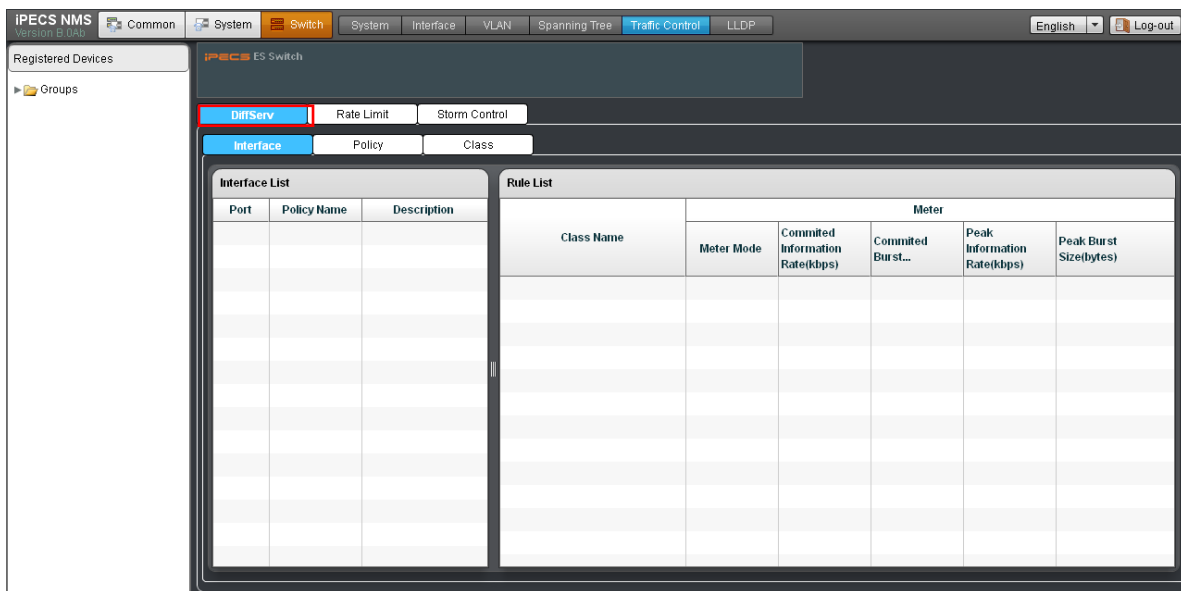 iPECS NMS
Version B.0Ab
Common
System
Switch
System
Interface
VLAN
Spanning Tree
Traffic Control
LLDP
English
Log-out
Registered Devices
Groups
iPECS ES Switch
DiffServ
Rate Limit
Storm Control
Interface
Policy
Class
Interface List
Port
Policy Name
Description
Rule List
Class Name
Meter
Meter Mode
Commited
Information
Rate(kbps)
Commited
Burst...
Peak
Information
Rate(kbps)
Peak Burst
Size(bytes)